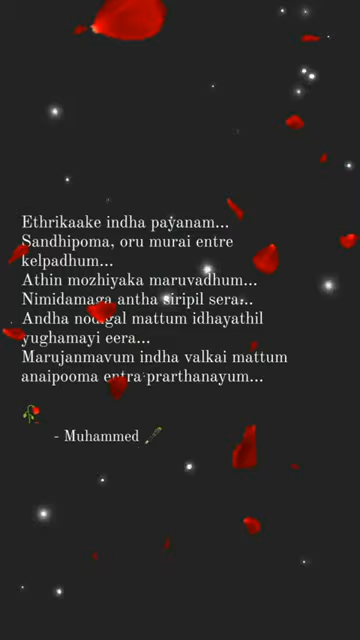 Ethrikaake indha payanam...
Sandhipoma, oru murai entre
kelpadhum...
Athin mozhiyaka maruvadhum...
Nimidamaga antha siripil sera...
Andha nodigal mattum idhayathil
yughamayi eera...
Marujanmavum indha valkai mattum
anaipooma entra prarthanayum...
- Muhammed